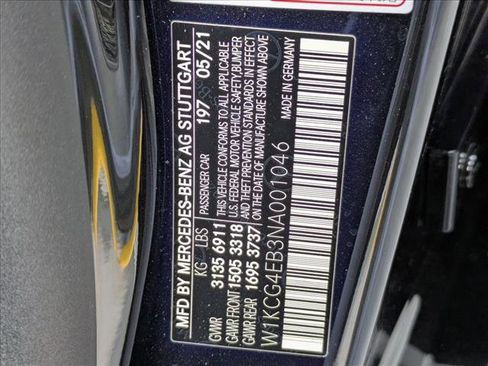 MFD BY MERCEDES-BENZ AG STUTTGART
KG LBS PASSENGER CAR 197 05/21
GVWR 3135 6911 THIS VEHICLE CONFORMS TO ALL APPLICABLE
GAWR FRONT 1505 3318 U.S. FEDERAL MOTOR VEHICLE SAFETY, BUMPER
GAWR REAR 1695 3737 AND THEFT PREVENTION STANDARDS IN EFFECT
ON THE DATE OF MANUFACTURE SHOWN ABOVE
W1KCG4EB3NA001046 MADE IN GERMANY